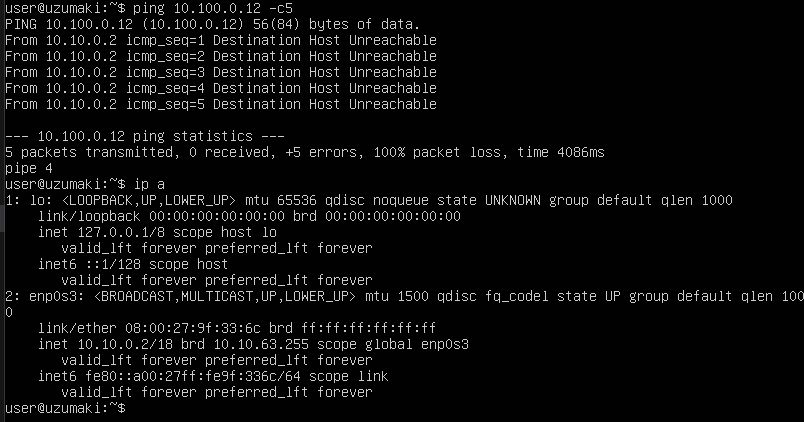 user@uzumaki:~$ ping 10.100.0.12 -c5
PING 10.100.0.12 (10.100.0.12) 56(84) bytes of data.
From 10.10.0.2 icmp_seq=1 Destination Host Unreachable
From 10.10.0.2 icmp_seq=2 Destination Host Unreachable
From 10.10.0.2 icmp_seq=3 Destination Host Unreachable
From 10.10.0.2 icmp_seq=4 Destination Host Unreachable
From 10.10.0.2 icmp_seq=5 Destination Host Unreachable
--- 10.100.0.12 ping statistics ---
5 packets transmitted, 0 received, +5 errors, 100% packet loss, time 4086ms
pipe 4
user@uzumaki:~$ ip a
1: lo: <LOOPBACK,UP,LOWER_UP> mtu 65536 qdisc noqueue state UNKNOWN group default qlen 1000
    link/loopback 00:00:00:00:00:00 brd 00:00:00:00:00:00
    inet 127.0.0.1/8 scope host lo
       valid_lft forever preferred_lft forever
    inet6 ::1/128 scope host
       valid_lft forever preferred_lft forever
2: enp0s3: <BROADCAST,MULTICAST,UP,LOWER_UP> mtu 1500 qdisc fq_codel state UP group default qlen 100
0
    link/ether 08:00:27:9f:33:6c brd ff:ff:ff:ff:ff:ff
    inet 10.10.0.2/18 brd 10.10.63.255 scope global enp0s3
       valid_lft forever preferred_lft forever
    inet6 fe80::a00:27ff:fe9f:336c/64 scope link
       valid_lft forever preferred_lft forever
user@uzumaki:~$